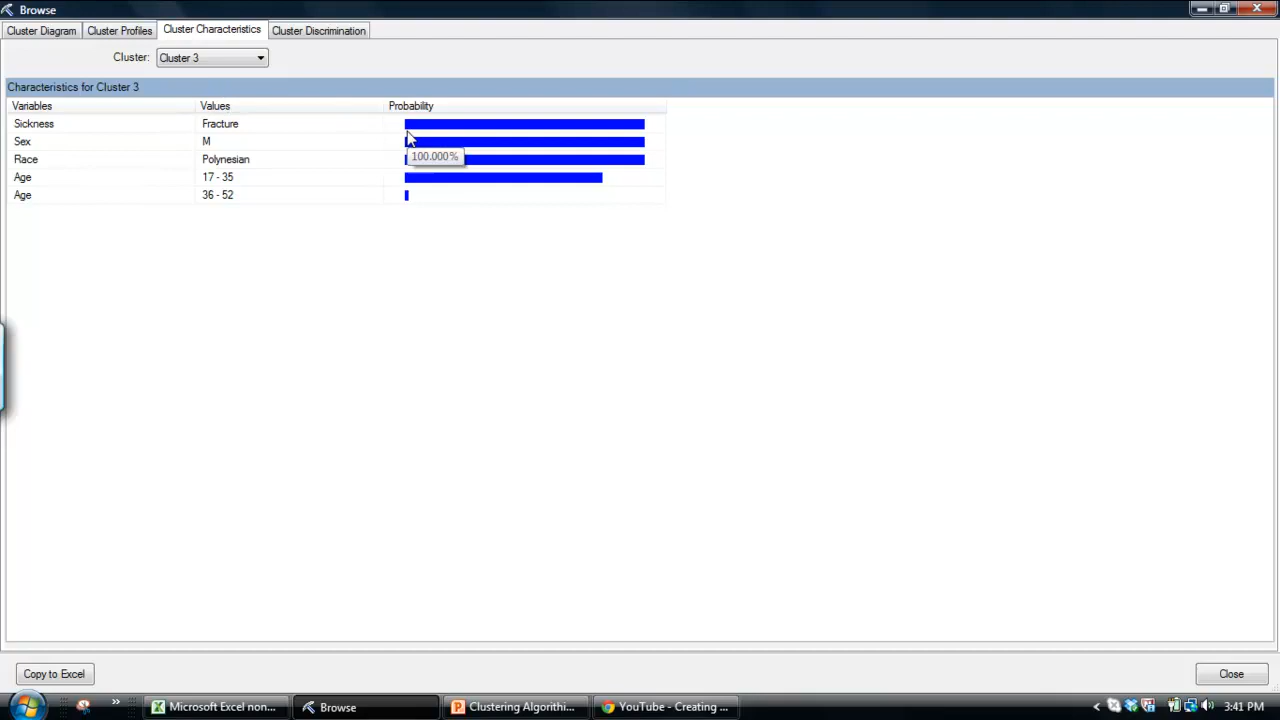 Browse
Cluster Diagram Cluster Profiles Cluster Characteristics Cluster Discrimination
Cluster: Cluster 3
Characteristics for Cluster 3
Variables Values Probability
Sickness Fracture
Sex M
Race Polynesian
100.000%
Age 17 - 35
Age 36 - 52
Copy to Excel Close
Microsoft Excel non... Browse Clustering Algorithi... YouTube - Creating ... 3:41 PM